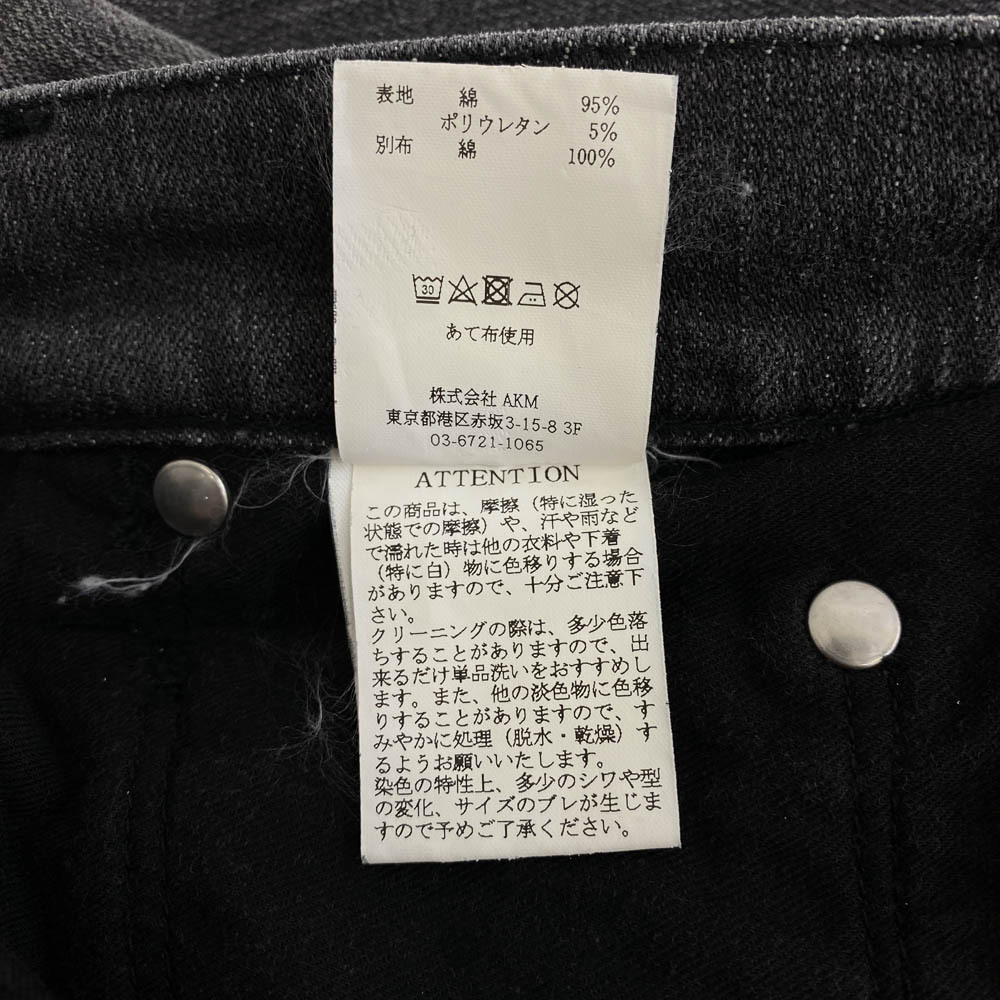 表地 綿 95%
ポリウレタン 5%
別布 綿 100%
30
あて布使用
株式会社 AKM
東京都港区赤坂3-15-8 3F
03-6721-1065
ATTENTION
この商品は、摩擦（特に湿った
状態での摩擦）や、汗や雨など
で濡れた時は他の衣料や下着
（特に白）物に色移りする場合
がありますので、十分ご注意下
さい。
クリーニングの際は、多少色落
ちすることがありますので、出
来るだけ単品洗いをおすすめし
ます。また、他の淡色物に色移
りすることがありますので、す
みやかに処理（脱水・乾燥）す
るようお願いいたします。
染色の特性上、多少のシワや型
の変化、サイズのブレが生じま
すので予めご了承ください。